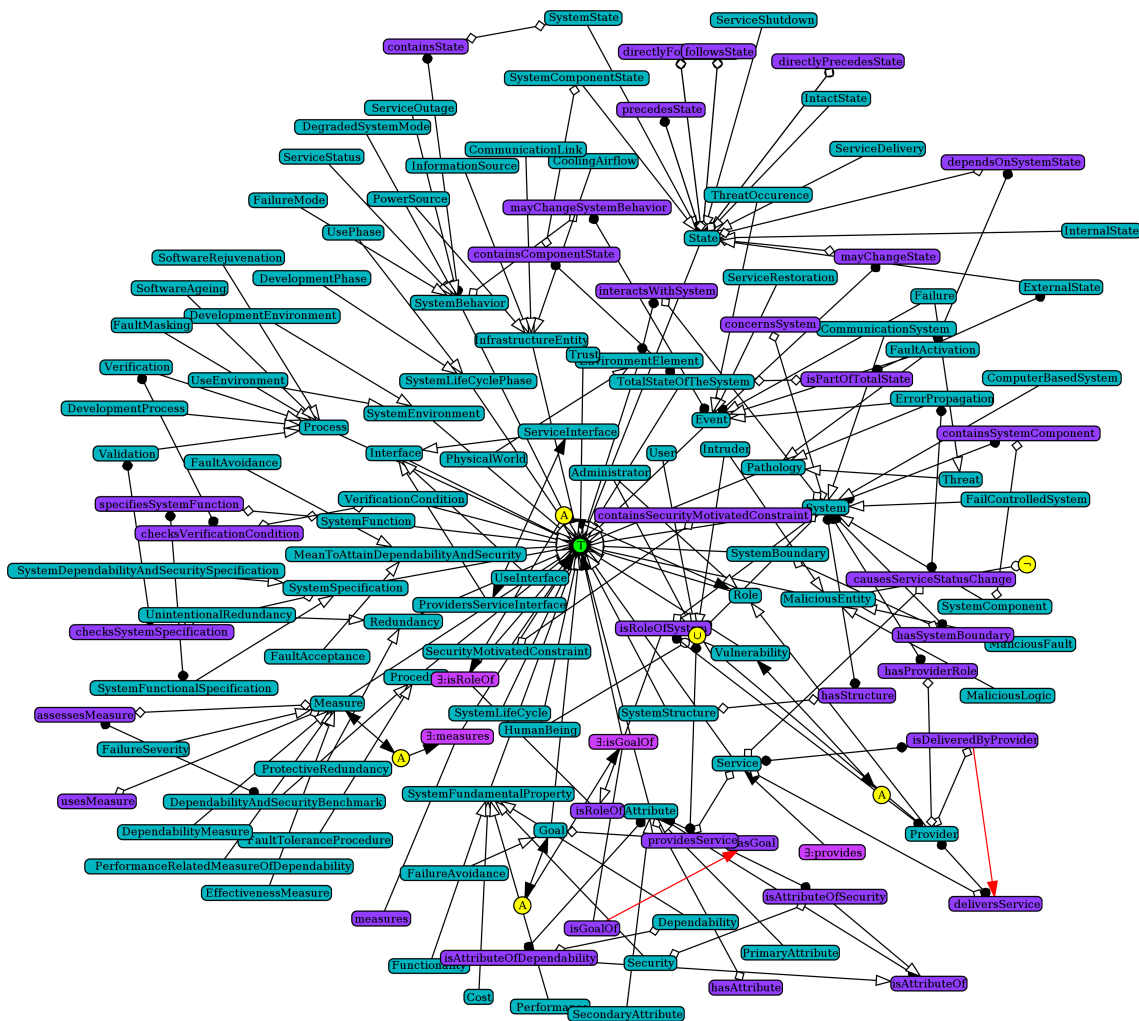 SystemState
ServiceShutdown
containsState
directlyFo
followsState
directlyPrecedesState
SystemComponentState
IntactState
ServiceOutage
precedesState
DegradedSystemMode
CommunicationLink
ServiceDelivery
ServiceStatus
InformationSource
CoolingAirflow
dependsOnSystemState
FailureMode
PowerSource
mayChangeSystemBehavior
ThreatOccurence
UsePhase
State
InternalState
SoftwareRejuvenation
containsComponentState
mayChangeState
DevelopmentPhase
ServiceRestoration
SoftwareAgeing
interactsWithSystem
Failure
ExternalState
DevelopmentEnvironment
SystemBehavior
FaultMasking
concernsSystem
CommunicationSystem
InfrastructureEntity
Trust
EnvironmentElement
FaultActivation
Verification
UseEnvironment
SystemLifeCyclePhase
TotalStateOfTheSystem
isPartOfTotalState
ComputerBasedSystem
DevelopmentProcess
SystemEnvironment
Event
ErrorPropagation
Process
ServiceInterface
containsSystemComponent
Validation
Interface
PhysicalWorld
User
Intruder
FaultAvoidance
Administrator
Pathology
Threat
specifiesSystemFunction
VerificationCondition
FailControlledSystem
SystemFunction
A
containsSecurityMotivatedConstraint
System
checksVerificationCondition
MeanToAttainDependabilityAndSecurity
T
SystemBoundary
SystemDependabilityAndSecuritySpecification
SystemSpecification
UseInterface
causesServiceStatusChange
¬
UnintentionalRedundancy
ProvidersServiceInterface
Role
MaliciousEntity
SystemComponent
checksSystemSpecification
Redundancy
isRoleOfSystem
U
hasSystemBoundary
FaultAcceptance
SecurityMotivatedConstraint
Vulnerability
MaliciousFault
SystemFunctionalSpecification
Procedu
∃:isRoleOf
hasProviderRole
hasStructure
MaliciousLogic
Measure
assessesMeasure
SystemLifeCycle
SystemStructure
HumanBeing
FailureSeverity
∃:measures
∃:isGoalOf
isDeliveredByProvider
A
ProtectiveRedundancy
Service
usesMeasure
DependabilityAndSecurityBenchmark
SystemFundamentalProperty
A
isRoleOf
Attribute
DependabilityMeasure
FaultToleranceProcedure
Goal
providesService
asGoal
Provider
PerformanceRelatedMeasureOfDependability
∃:provides
FailureAvoidance
EffectivenessMeasure
isAttributeOfSecurity
A
deliversService
measures
isGoalOf
Dependability
isAttributeOfDependability
PrimaryAttribute
Functionality
Security
hasAttribute
isAttributeOf
Cost
Performance
SecondaryAttribute